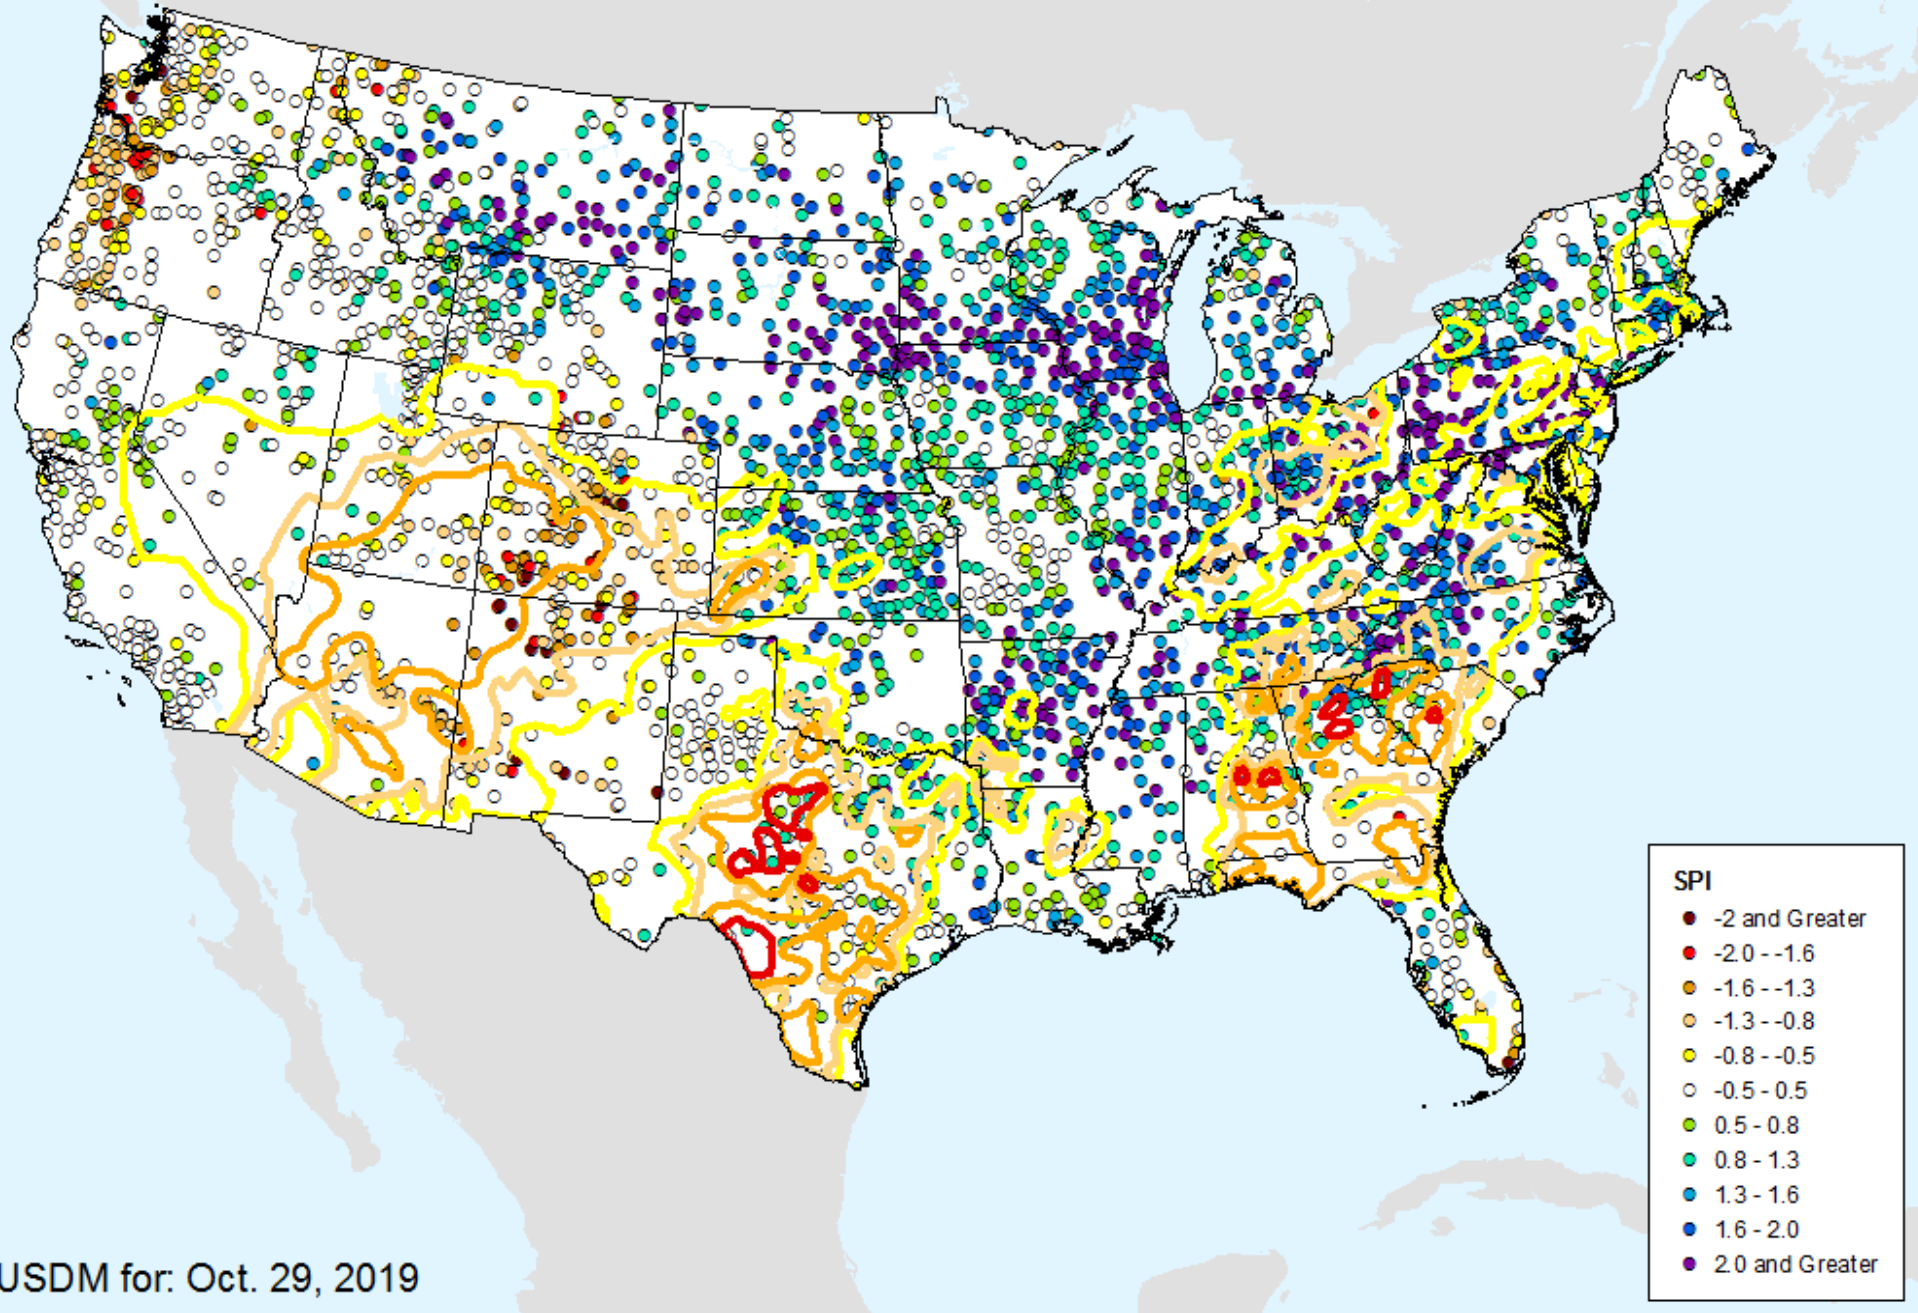 SPI
-2 and Greater
-2.0 - -1.6
-1.6 - -1.3
-1.3 - -0.8
-0.8 - -0.5
-0.5 - 0.5
0.5 - 0.8
0.8 - 1.3
1.3 - 1.6
1.6 - 2.0
2.0 and Greater
USDM for: Oct. 29, 2019